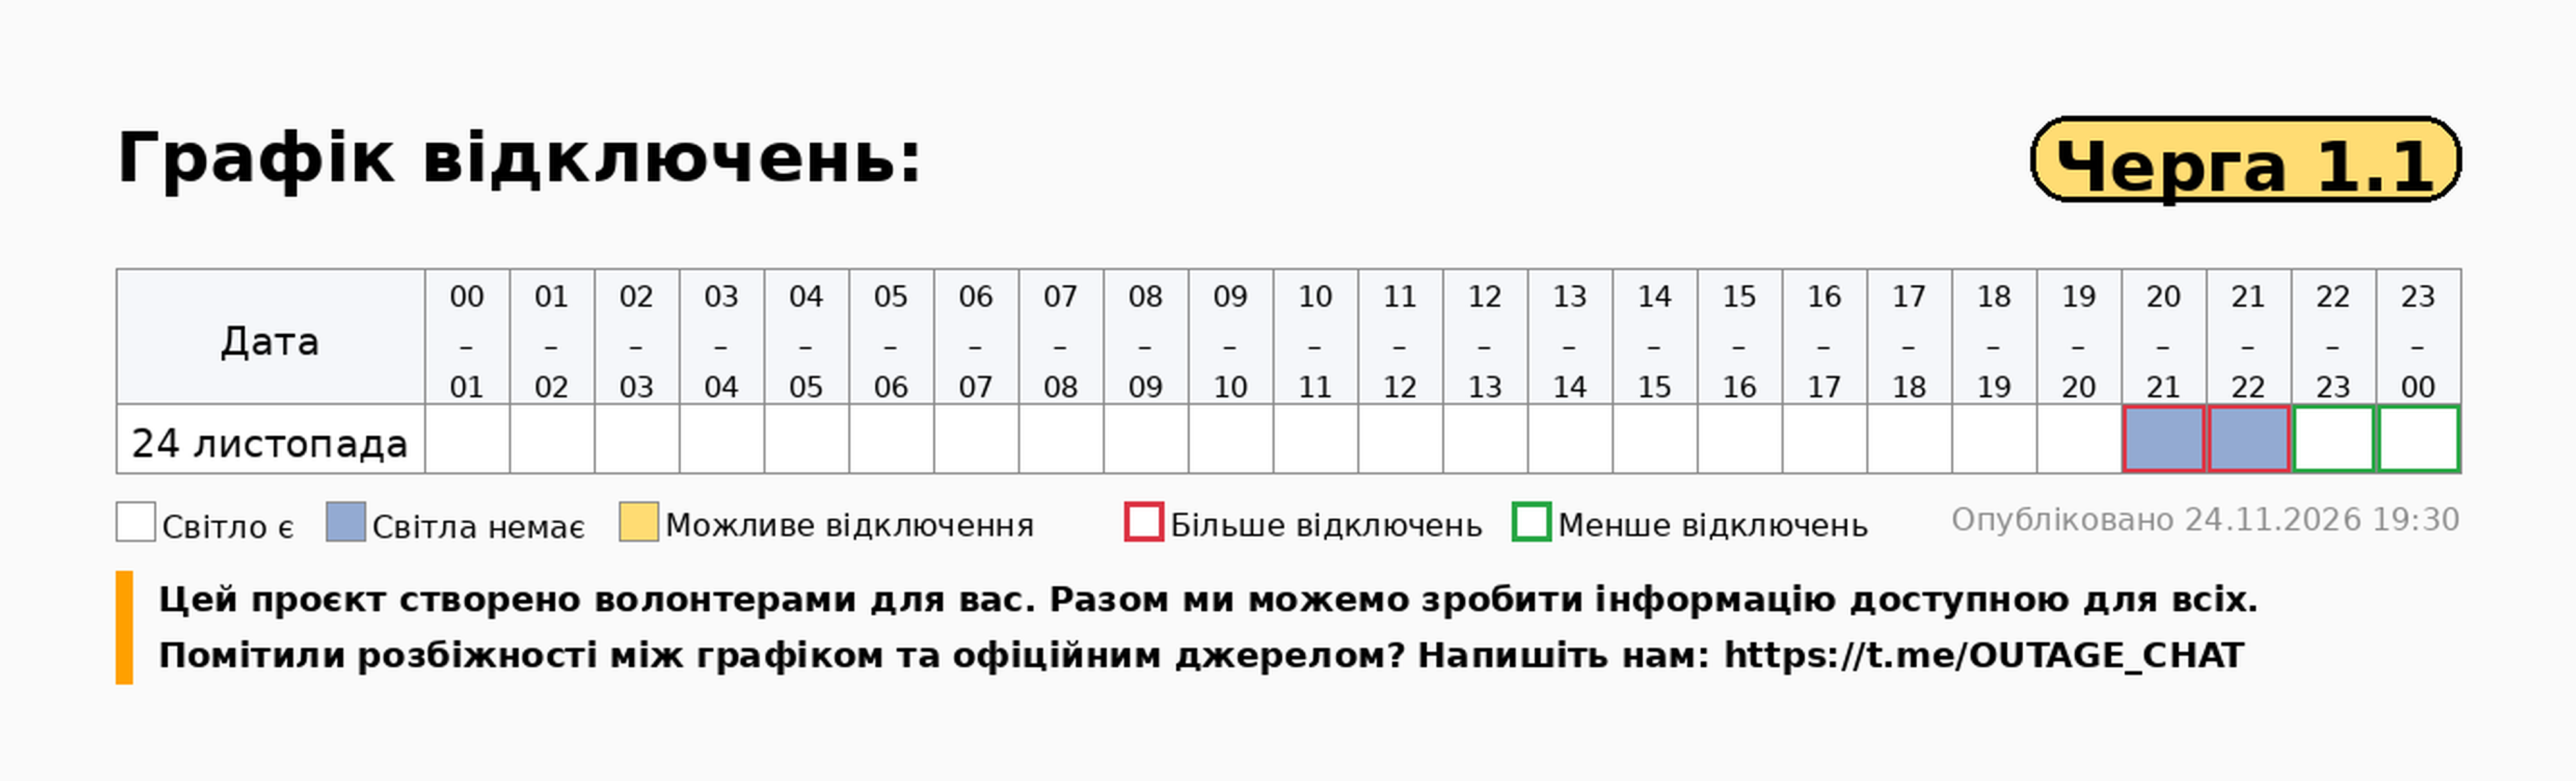 Графік відключень:
Черга 1.1
Дата 00 – 01 01 – 02 02 – 03 03 – 04 04 – 05 05 – 06 06 – 07 07 – 08 08 – 09 09 – 10 10 – 11 11 – 12 12 – 13 13 – 14 14 – 15 15 – 16 16 – 17 17 – 18 18 – 19 19 – 20 20 – 21 21 – 22 22 – 23 23 – 00
24 листопада
Світло є Світла немає Можливе відключення Більше відключень Менше відключень Опубліковано 24.11.2026 19:30
Цей проєкт створено волонтерами для вас. Разом ми можемо зробити інформацію доступною для всіх.
Помітили розбіжності між графіком та офіційним джерелом? Напишіть нам: https://t.me/OUTAGE_CHAT